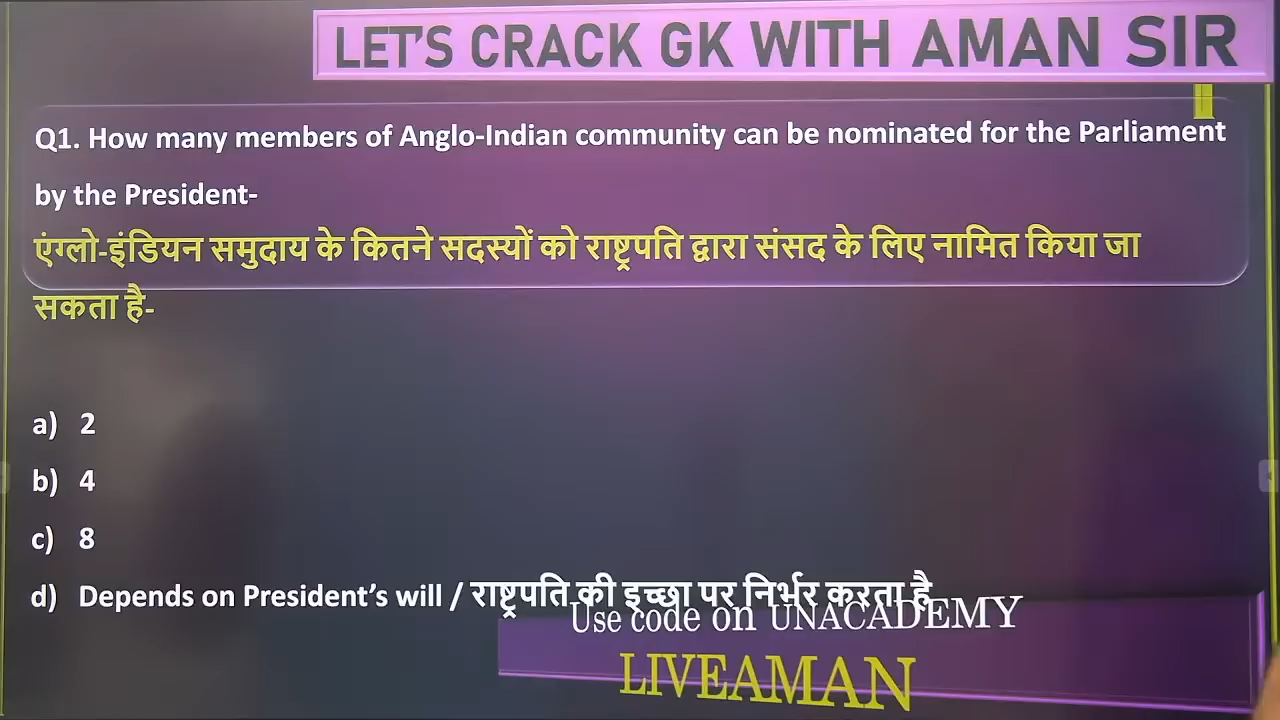 LET'S CRACK GK WITH AMAN SIR
Q1. How many members of Anglo-Indian community can be nominated for the Parliament
by the President-
एंग्लो-इंडियन समुदाय के कितने सदस्यों को राष्ट्रपति द्वारा संसद के लिए नामित किया जा
सकता है-
a) 2
b) 4
c) 8
d) Depends on President’s will / राष्ट्रपति की इच्छा पर निर्भर करता है
Use code on UNACADEMY
LIVEAMAN